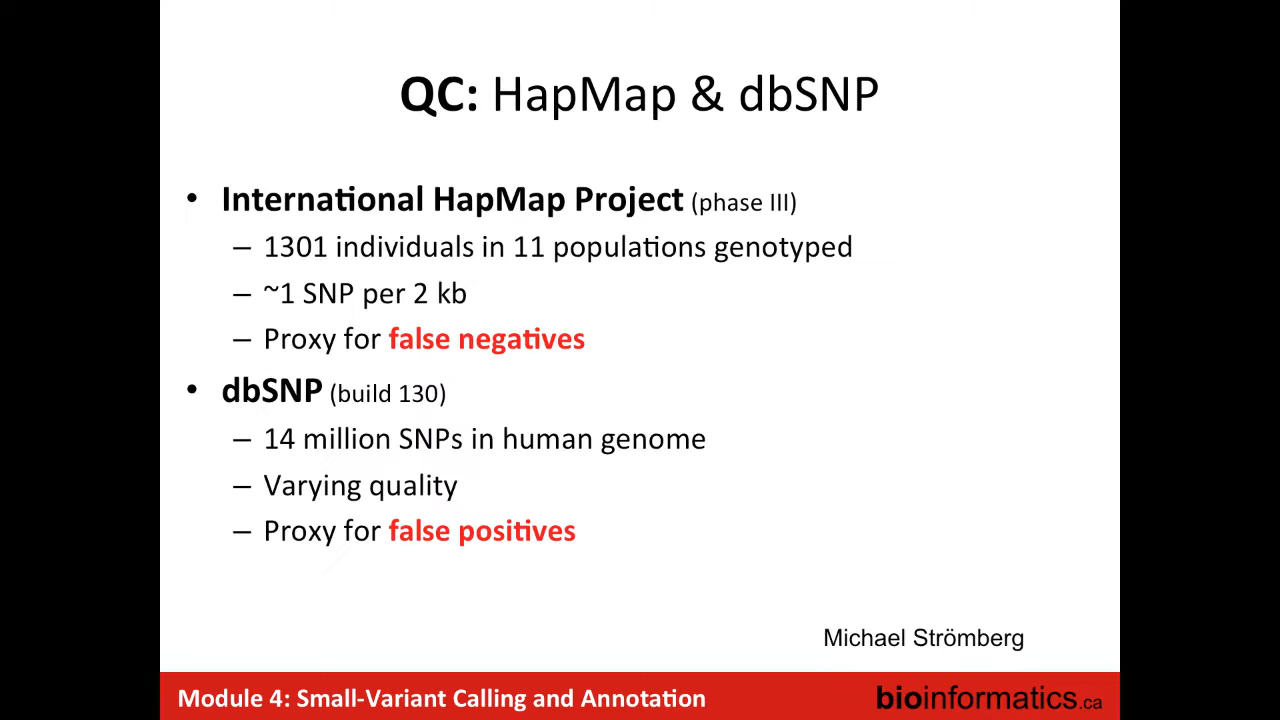 QC: HapMap & dbSNP
• International HapMap Project (phase III)
– 1301 individuals in 11 populations genotyped
– ~1 SNP per 2 kb
– Proxy for false negatives
• dbSNP (build 130)
– 14 million SNPs in human genome
– Varying quality
– Proxy for false positives
Michael Strömberg
Module 4: Small-Variant Calling and Annotation
bioinformatics.ca